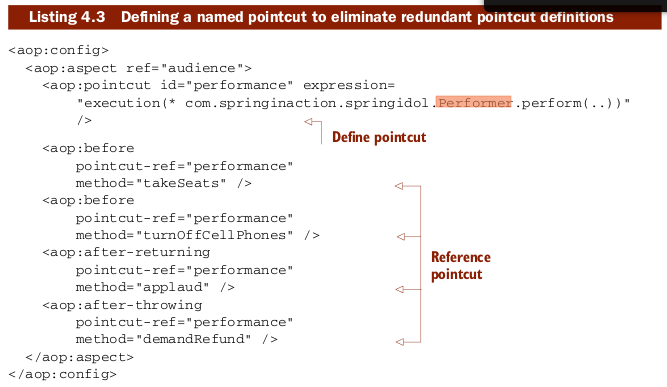 Listing 4.3 Defining a named pointcut to eliminate redundant pointcut definitions
<aop:config>
<aop:aspect ref="audience">
<aop:pointcut id="performance" expression=
"execution(* com.springinaction.springidol.Performer.perform(..))"
/>
Define pointcut
<aop:before
pointcut-ref="performance"
method="takeSeats" />
<aop:before
pointcut-ref="performance"
method="turnOffCellPhones" />
<aop:after-returning
pointcut-ref="performance"
method="applaud" />
<aop:after-throwing
pointcut-ref="performance"
method="demandRefund" />
</aop:aspect>
</aop:config>
Reference
pointcut